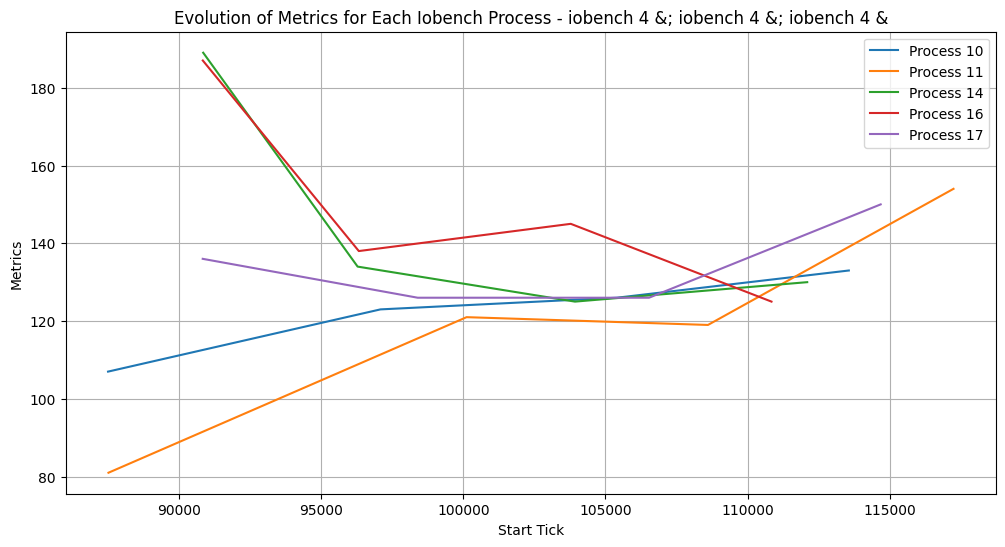 Evolution of Metrics for Each Iobench Process - iobench 4 &; iobench 4 &; iobench 4 &
Process 10
Process 11
Process 14
Process 16
Process 17
Metrics
180
160
140
120
100
80
90000 95000 100000 105000 110000 115000
Start Tick